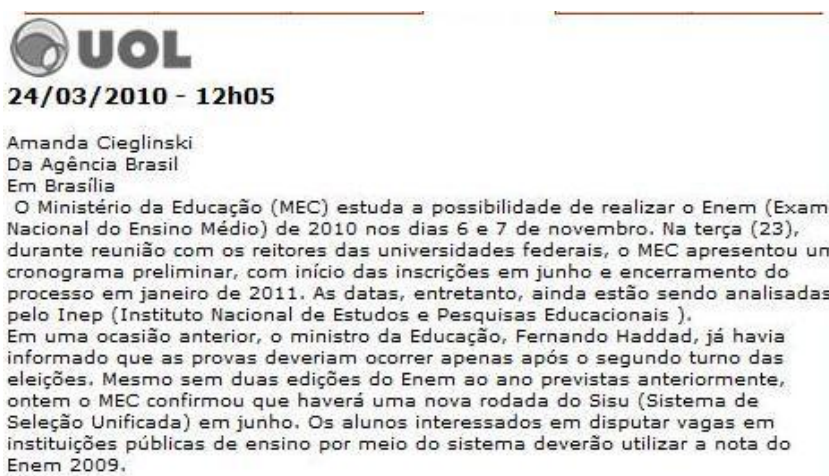 UOL
24/03/2010 - 12h05
Amanda Cieglinski
Da Agência Brasil
Em Brasília
O Ministério da Educação (MEC) estuda a possibilidade de realizar o Enem (Exam
Nacional do Ensino Médio) de 2010 nos dias 6 e 7 de novembro. Na terça (23),
durante reunião com os reitores das universidades federais, o MEC apresentou un
cronograma preliminar, com início das inscrições em junho e encerramento do
processo em janeiro de 2011. As datas, entretanto, ainda estão sendo analisadas
pelo Inep (Instituto Nacional de Estudos e Pesquisas Educacionais ).
Em uma ocasião anterior, o ministro da Educação, Fernando Haddad, já havia
informado que as provas deveriam ocorrer apenas após o segundo turno das
eleições. Mesmo sem duas edições do Enem ao ano previstas anteriormente,
ontem o MEC confirmou que haverá uma nova rodada do Sisu (Sistema de
Seleção Unificada) em junho. Os alunos interessados em disputar vagas em
instituições públicas de ensino por meio do sistema deverão utilizar a nota do
Enem 2009.